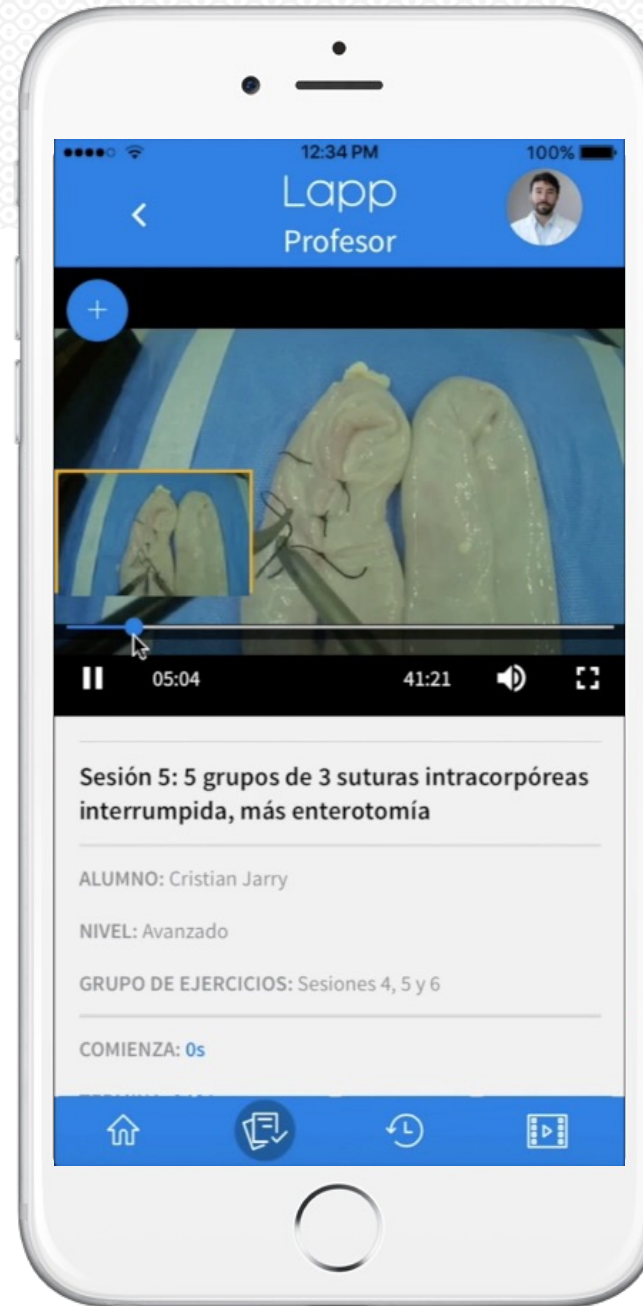 12:34 PM
100%
Lapp
Profesor
05:04
41:21
Sesión 5: 5 grupos de 3 suturas intracorpóreas
interrumpida, más enterotomía
ALUMNO: Cristian Jarry
NIVEL: Avanzado
GRUPO DE EJERCICIOS: Sesiones 4, 5 y 6
COMIENZA: 0s